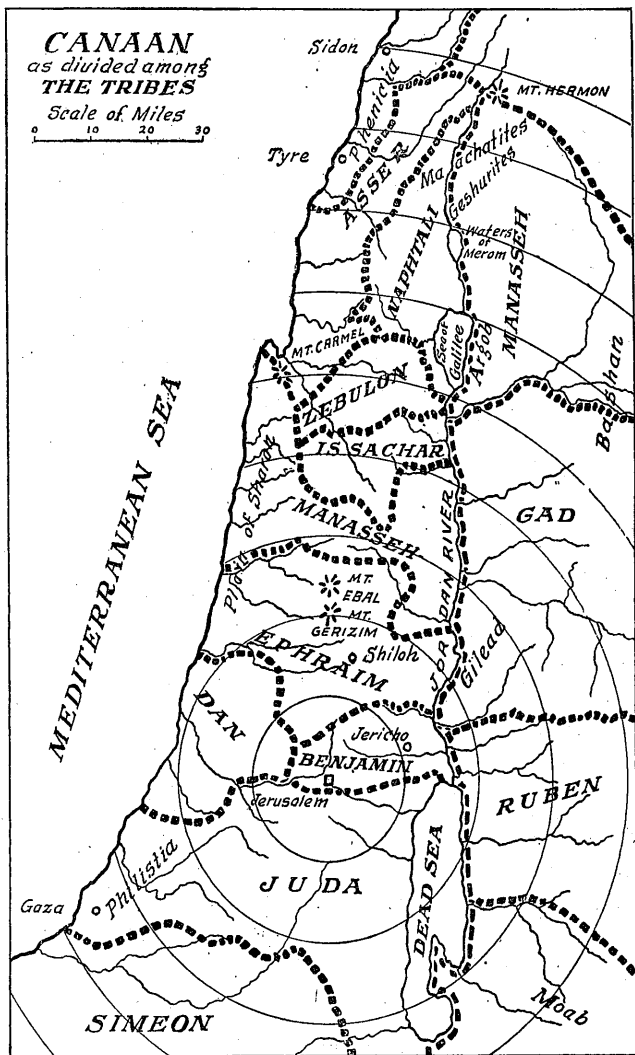 CANAAN
as divided among
THE TRIBES
Scale of Miles
0 10 20 30
Sidon
MT. HERMON
Phenicia
Tyre
ASSER
Maachatites
Geshurites
NAPHTALI
Waters
of
Merom
MANASSEH
MT. CARMEL
Sea of
Galilee
Argob
Bashan
ZEBULON
ISSACHAR
MEDITERRANEAN SEA
Plain of Sharon
MANASSEH
GAD
JORDAN RIVER
MT.
EBAL
MT.
GERIZIM
EPHRAIM
Shiloh
Gilead
DAN
Jericho
BENJAMIN
Jerusolem
RUBEN
Philistia
JUDA
DEAD SEA
Gaza
Moab
SIMEON